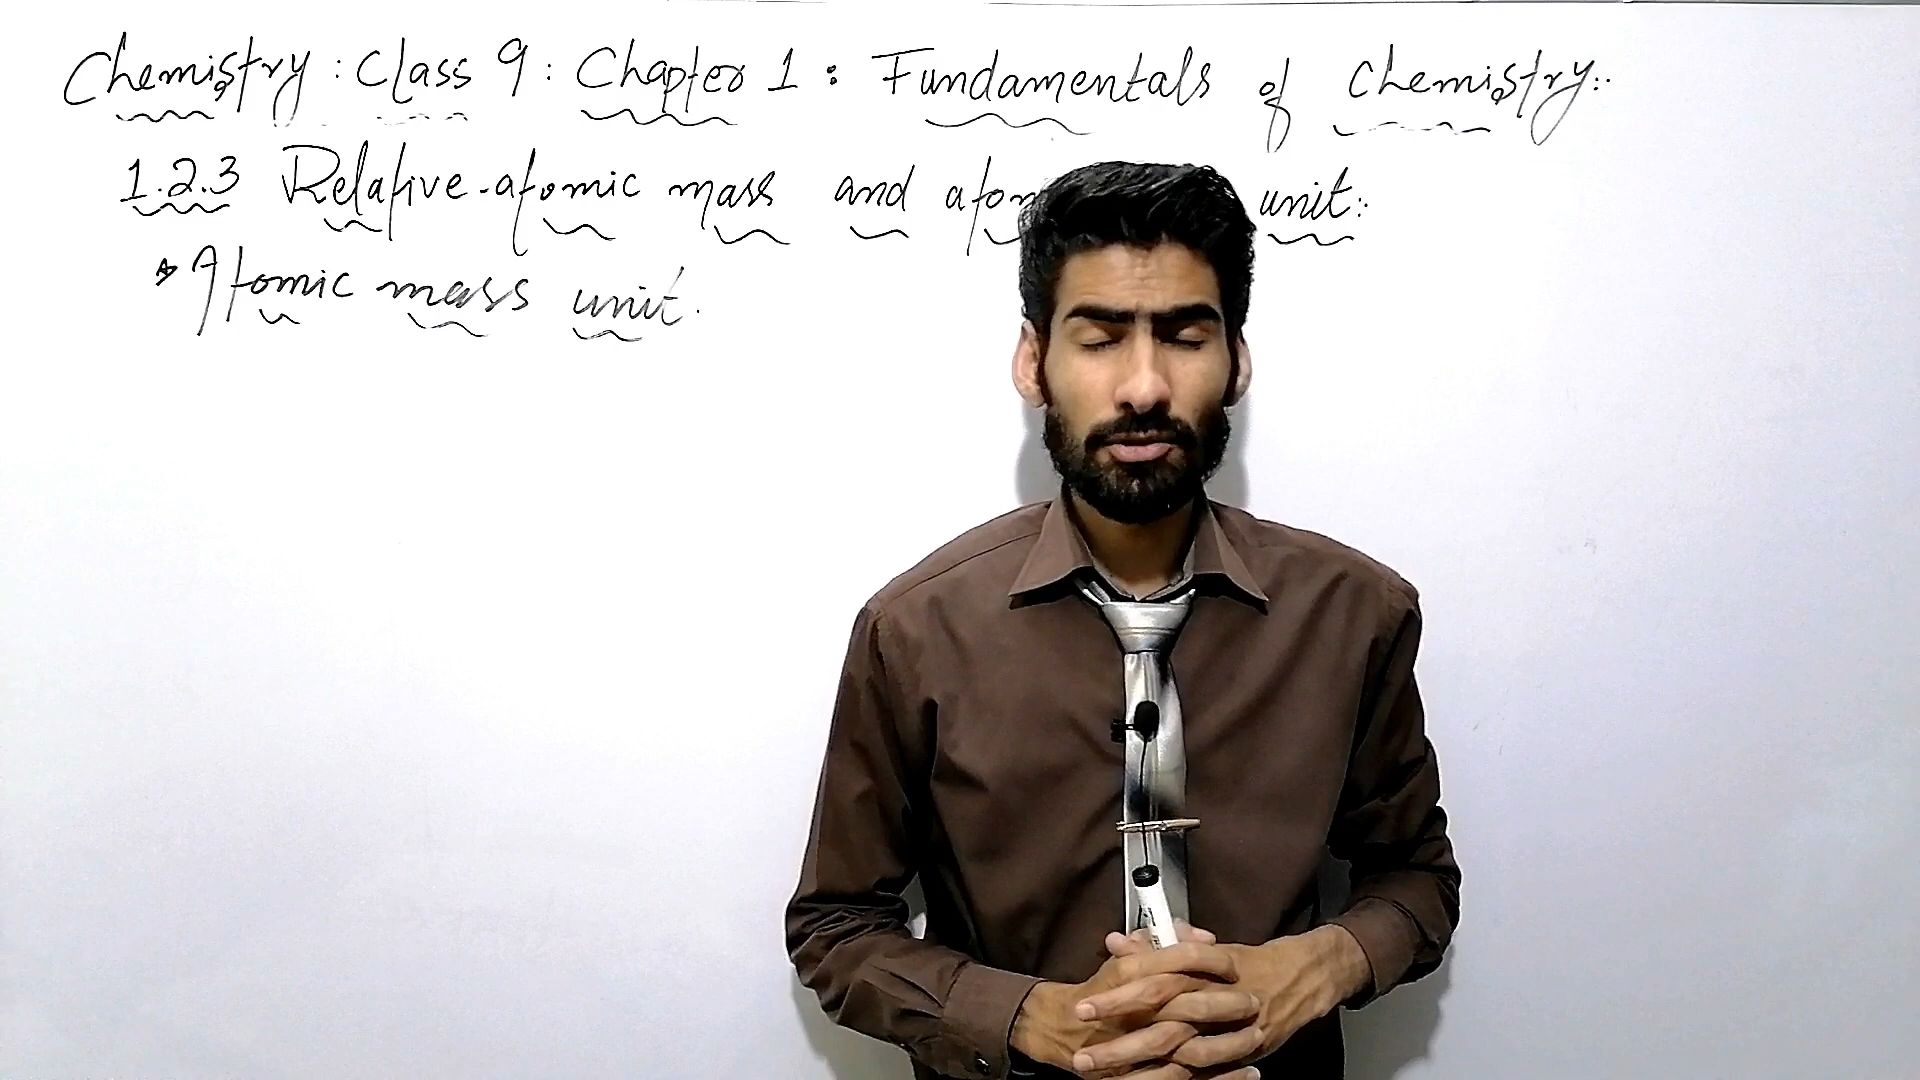 Chemistry : Class 9 : Chapter 1 : Fundamentals of Chemistry :.
1.2.3 Relative-atomic mass and atom unit :.
* Atomic mass unit.